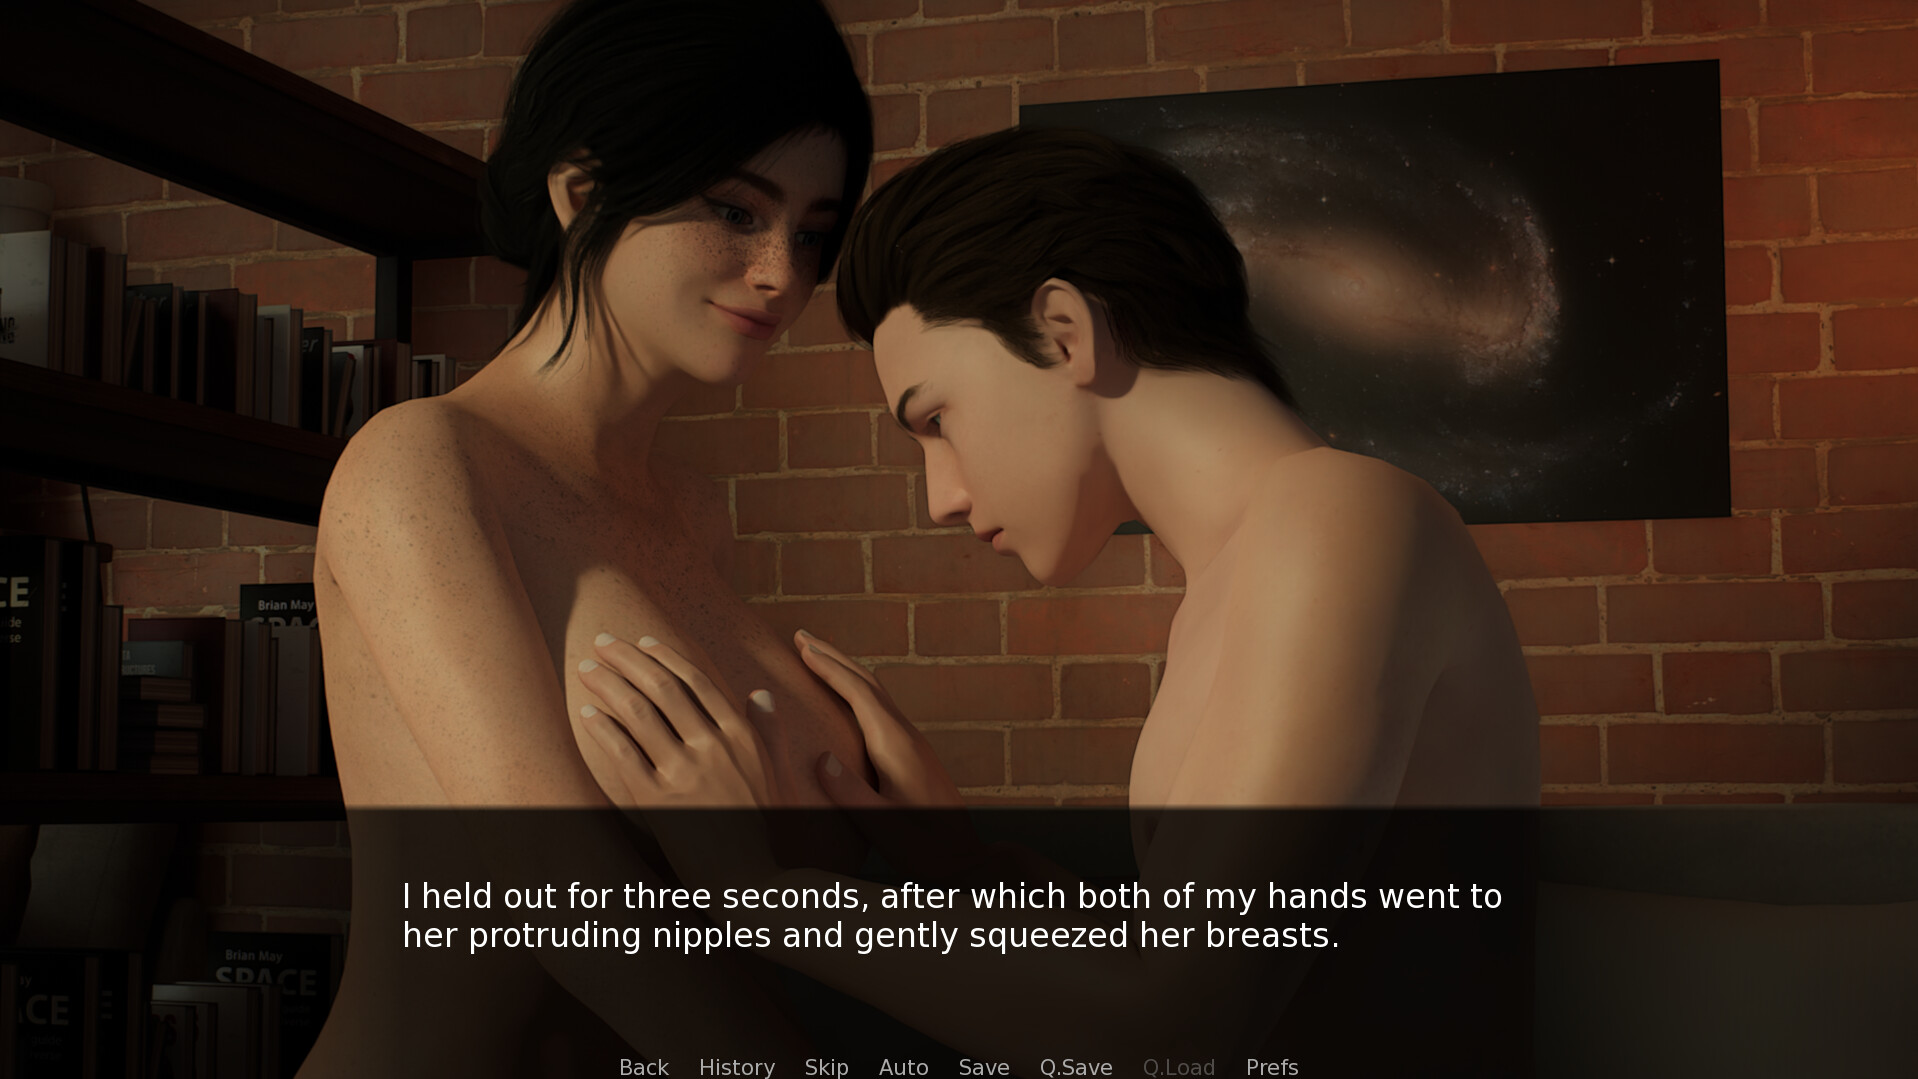 Brian May
SPACE
Brian May
SPACE
I held out for three seconds, after which both of my hands went to
her protruding nipples and gently squeezed her breasts.
Back History Skip Auto Save Q.Save Q.Load Prefs